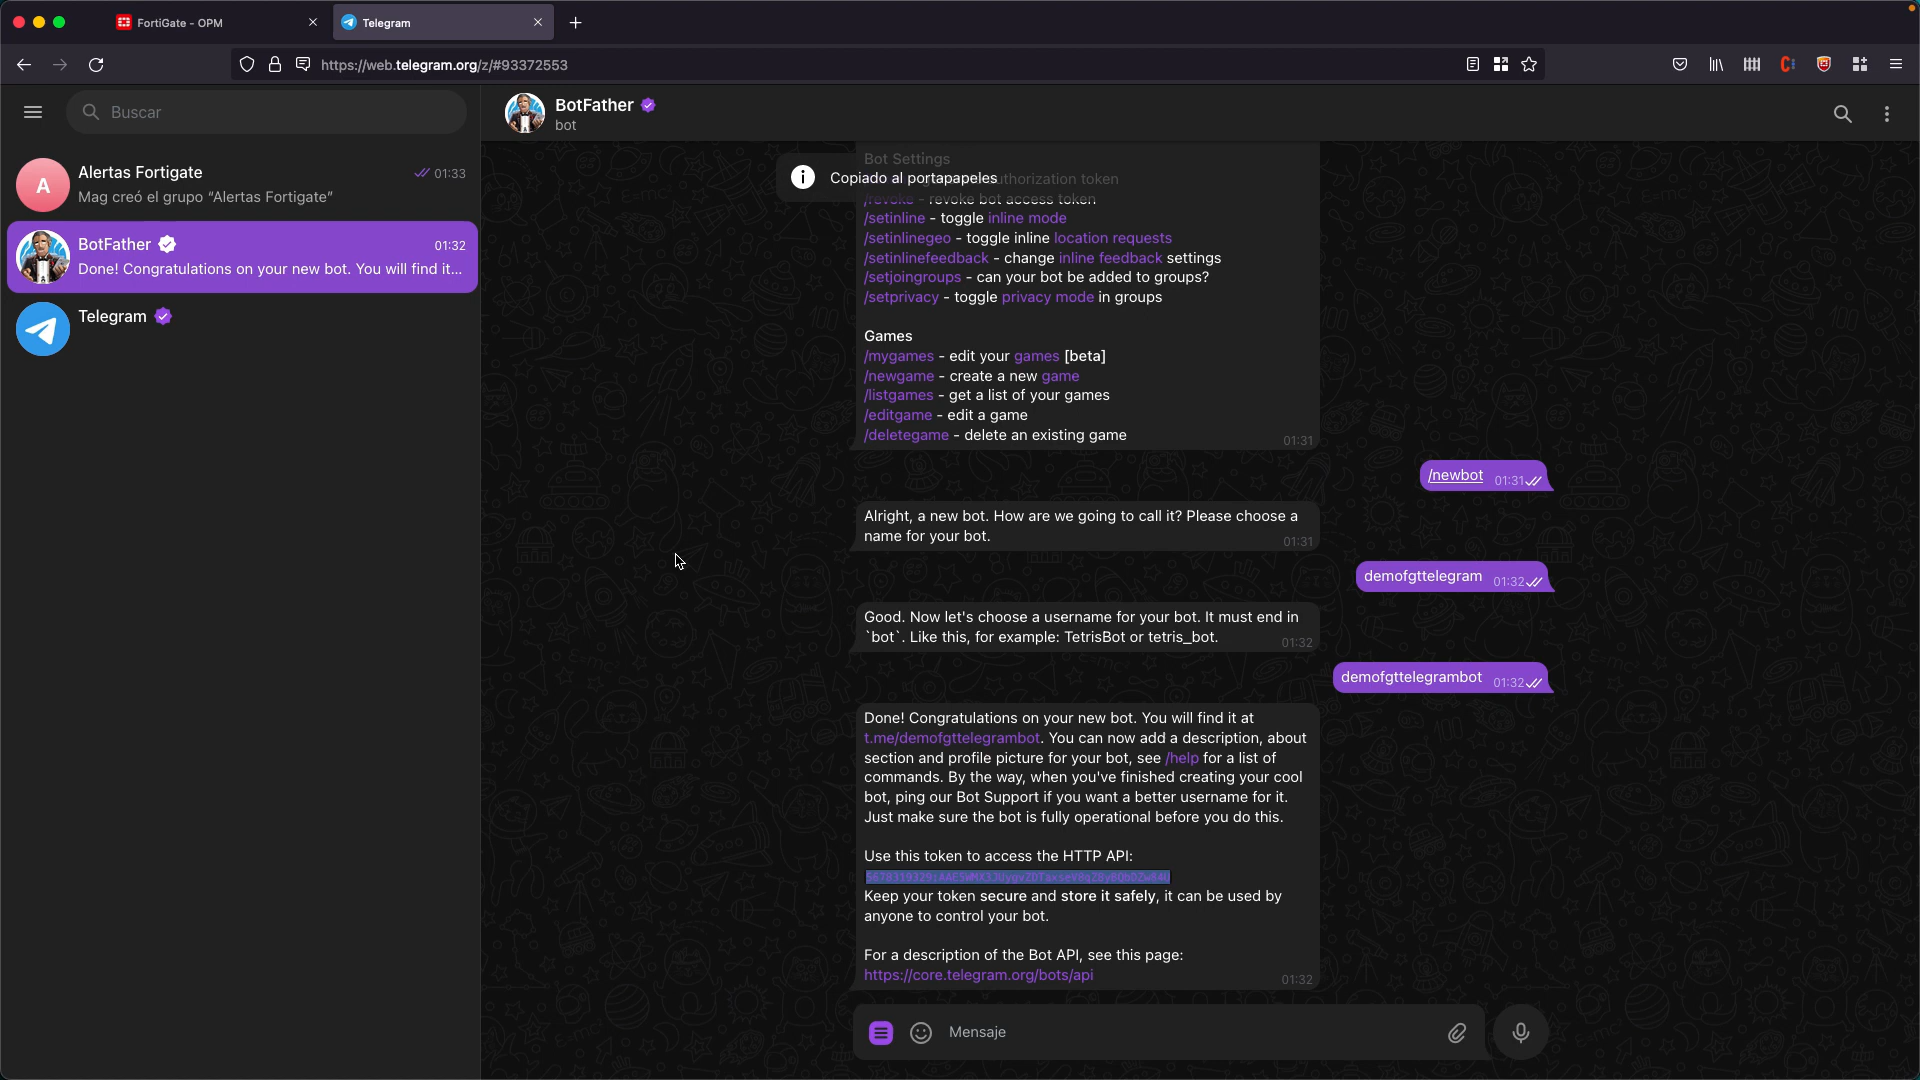 FortiGate - OPM
Telegram
https://web.telegram.org/z/#93372553
Buscar
Alertas Fortigate
01:33
Mag creó el grupo “Alertas Fortigate”
BotFather
01:32
Done! Congratulations on your new bot. You will find it...
Telegram
BotFather
bot
Bot Settings
Copiado al portapapeles
authorization token
/revoke - revoke bot access token
/setinline - toggle inline mode
/setinlinegeo - toggle inline location requests
/setinlinefeedback - change inline feedback settings
/setjoingroups - can your bot be added to groups?
/setprivacy - toggle privacy mode in groups
Games
/mygames - edit your games [beta]
/newgame - create a new game
/listgames - get a list of your games
/editgame - edit a game
/deletegame - delete an existing game
01:31
/newbot 01:31
Alright, a new bot. How are we going to call it? Please choose a
name for your bot.
01:31
demofgttelegram 01:32
Good. Now let's choose a username for your bot. It must end in
`bot`. Like this, for example: TetrisBot or tetris_bot.
01:32
demofgttelegrambot 01:32
Done! Congratulations on your new bot. You will find it at
t.me/demofgttelegrambot. You can now add a description, about
section and profile picture for your bot, see /help for a list of
commands. By the way, when you've finished creating your cool
bot, ping our Bot Support if you want a better username for it.
Just make sure the bot is fully operational before you do this.
Use this token to access the HTTP API:
Keep your token secure and store it safely, it can be used by
anyone to control your bot.
For a description of the Bot API, see this page:
https://core.telegram.org/bots/api
01:32
Mensaje